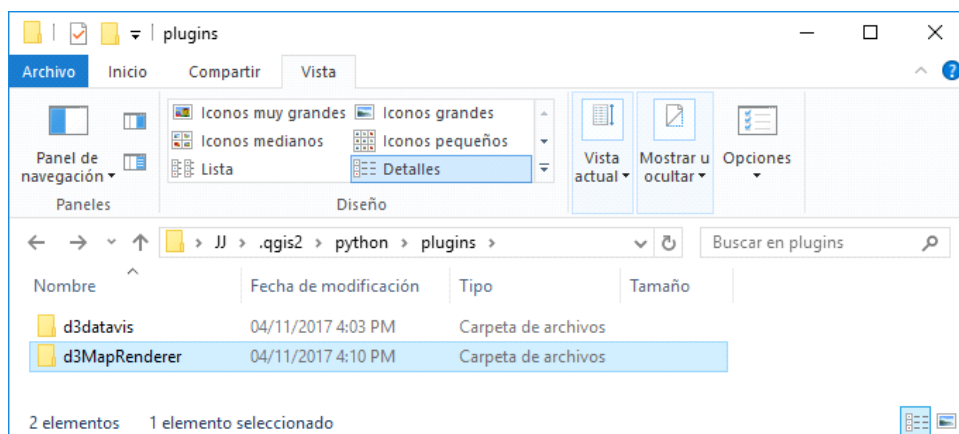 plugins
Archivo Inicio Compartir Vista
Iconos muy grandes Iconos grandes
Iconos medianos Iconos pequeños
Lista Detalles
Panel de navegación
Vista actual
Mostrar u ocultar
Opciones
Paneles Diseño
JJ > .qgis2 > python > plugins > Buscar en plugins
Nombre Fecha de modificación Tipo Tamaño
d3datavis 04/11/2017 4:03 PM Carpeta de archivos
d3MapRenderer 04/11/2017 4:10 PM Carpeta de archivos
2 elementos 1 elemento seleccionado